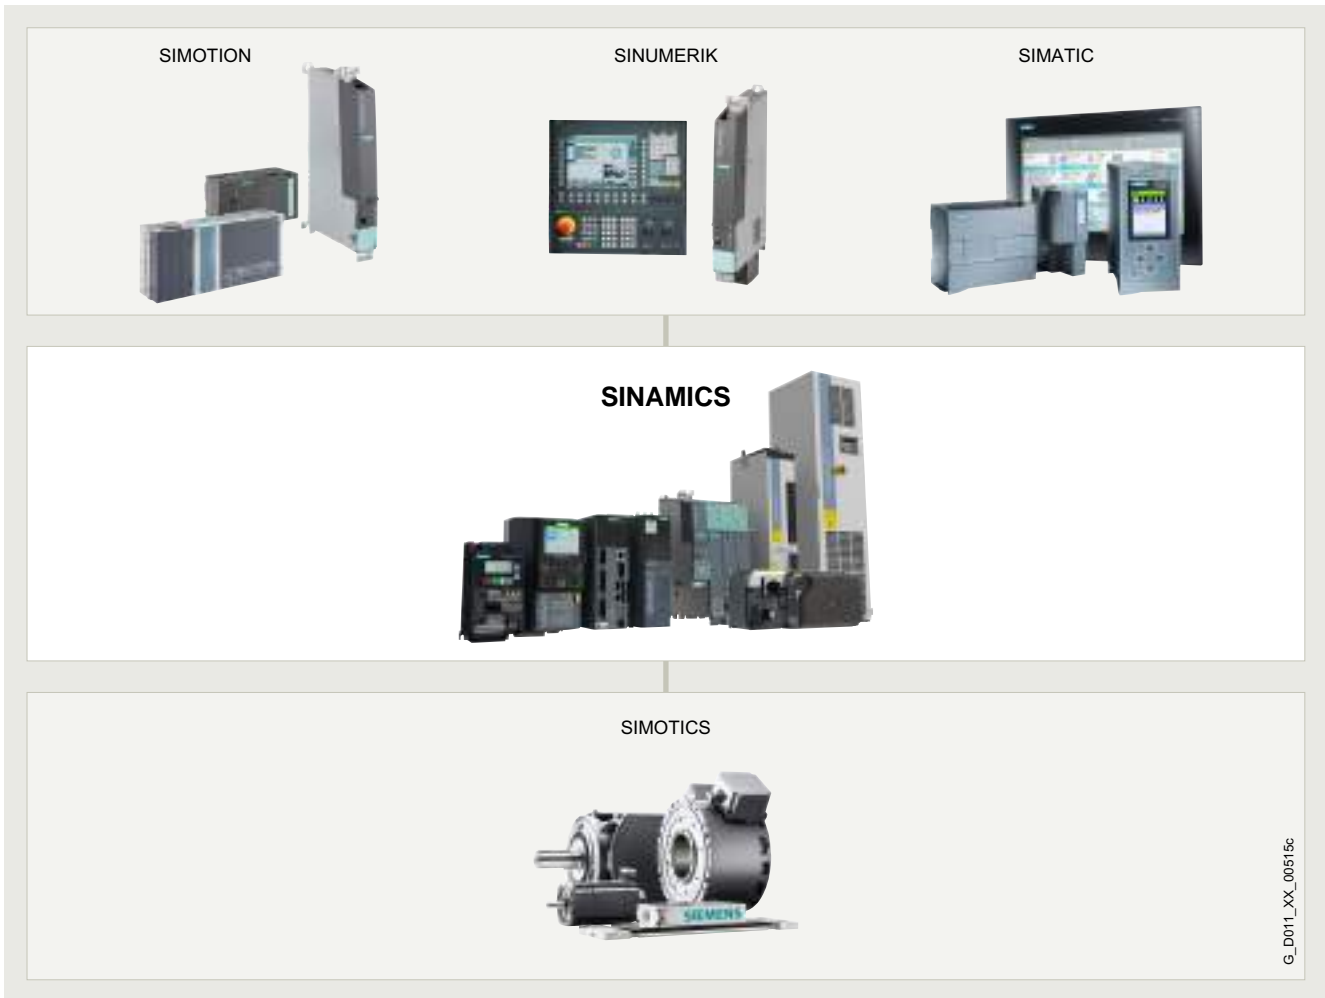 SIMOTION
SINUMERIK
SIMATIC
SINAMICS
SIMOTICS
SIEMENS
G_D011_XX_00515c